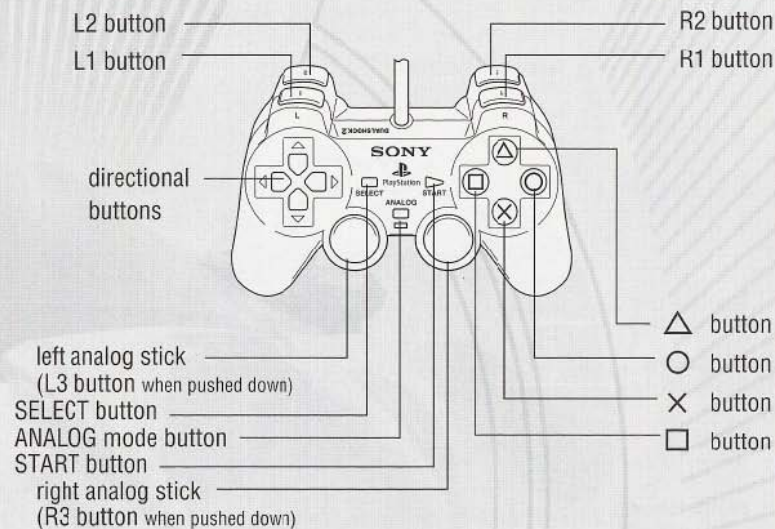 L2 button
L1 button
R2 button
R1 button
L
R
DUALSHOCK 2
SONY
PlayStation
SELECT
START
ANALOG
directional
buttons
△ button
○ button
× button
□ button
left analog stick
(L3 button when pushed down)
SELECT button
ANALOG mode button
START button
right analog stick
(R3 button when pushed down)